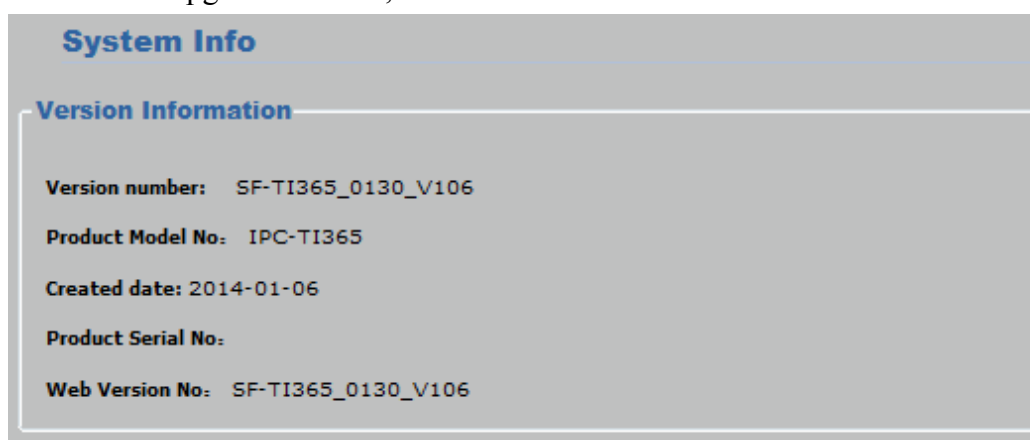 System Info
Version Information
Version number: SF-TI365_0130_V106
Product Model No: IPC-TI365
Created date: 2014-01-06
Product Serial No:
Web Version No: SF-TI365_0130_V106